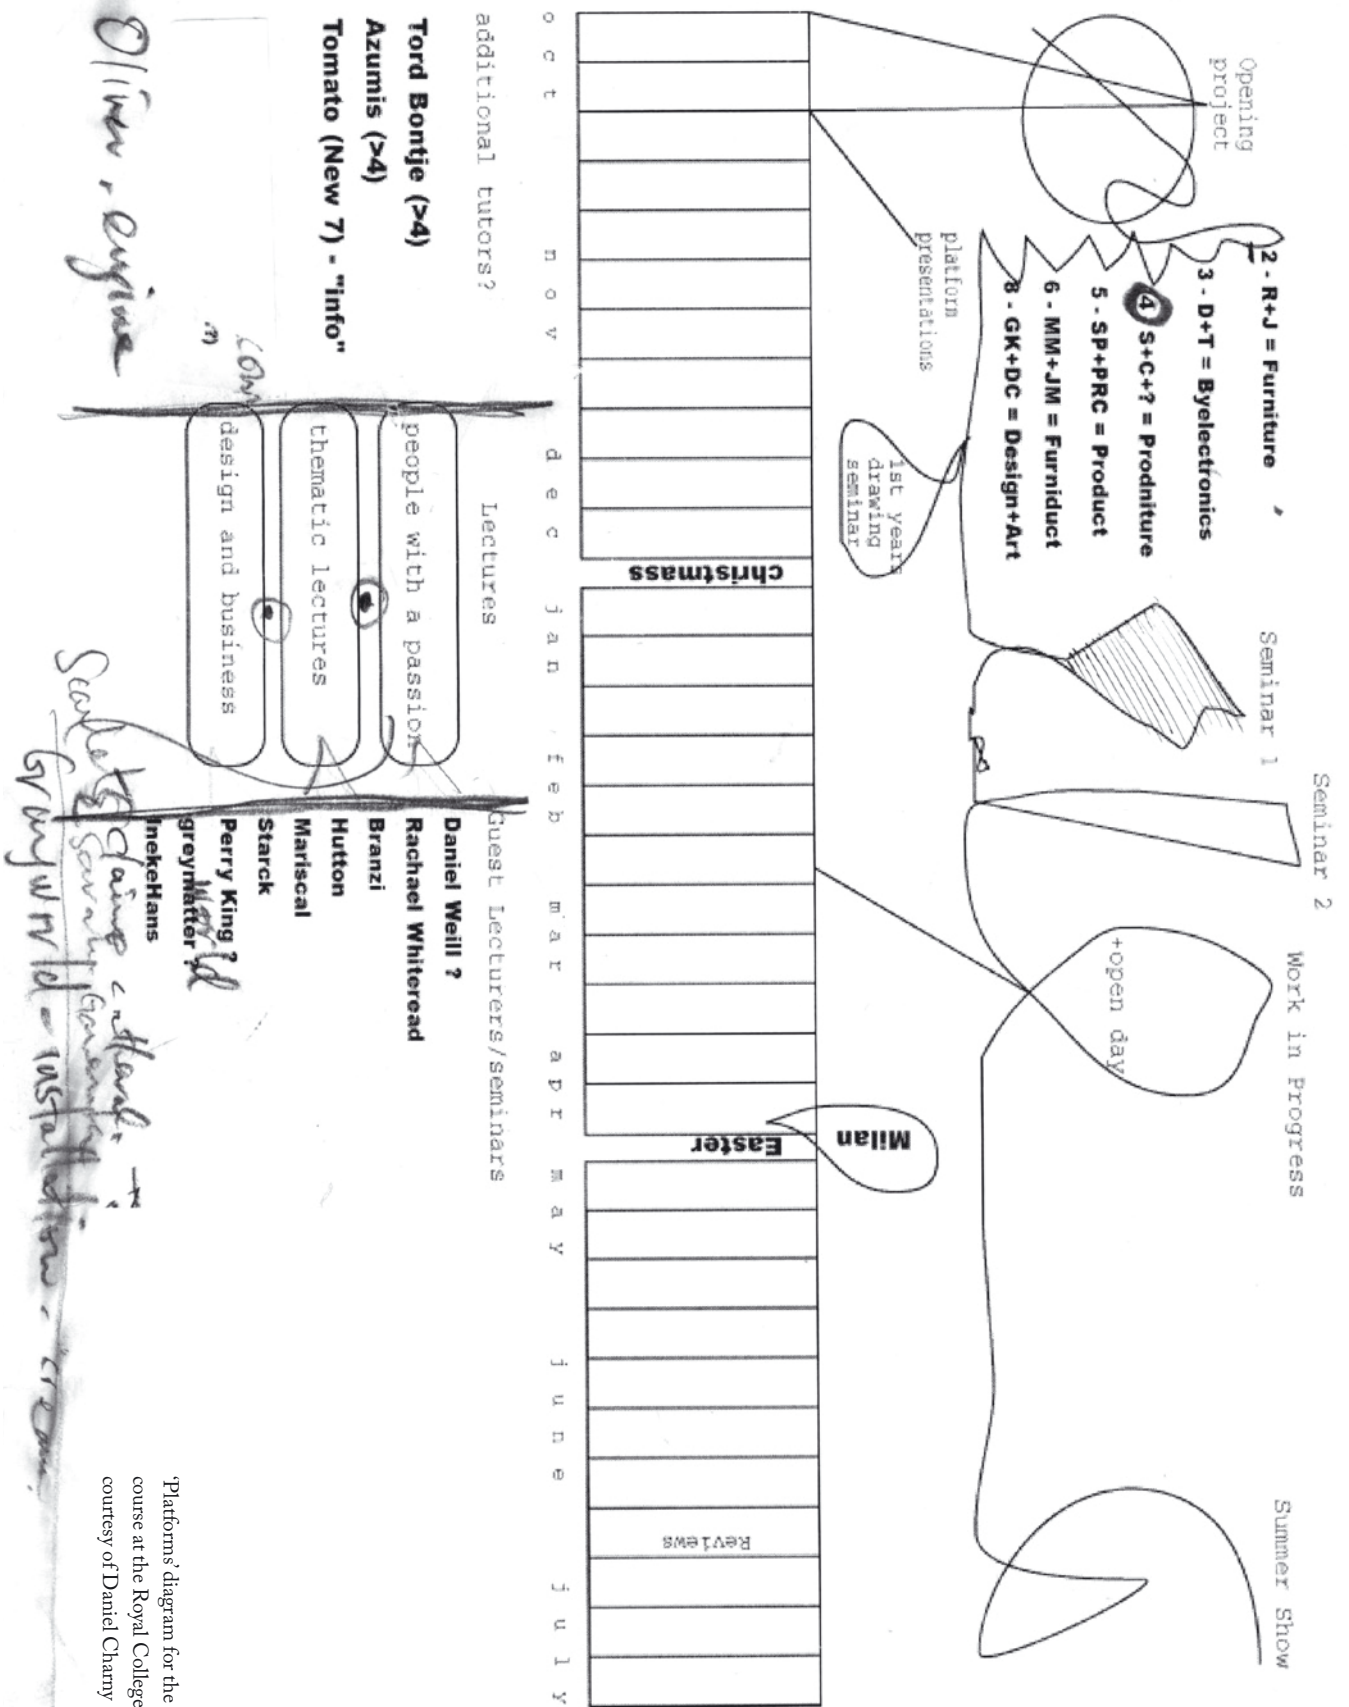 Opening
project
Seminar 1
Seminar 2
Work in Progress
Summer Show
2 - R+J = Furniture
3 - D+T = Byelectronics
4 S+C+? = Prodniture
5 - SP+PRC = Product
6 - MM+JM = Furniduct
8 - GK+DC = Design+Art
+open day
platform
presentations
1st years
drawing
seminar
Milan
christmass
Easter
Reviews
oct nov dec jan feb mar apr may june july
additional tutors?
Tord Bontje (>4)
Azumis (>4)
Tomato (New 7) - "info"
Oliver - engine
Lectures
people with a passion
thematic lectures
design and business
Guest Lecturers/seminars
Daniel Weill ?
Rachael Whiteread
Branzi
Hutton
Mariscal
Starck
Perry King ?
greymatter ?
world
InekeHans
Grayworld - installation -
'Platforms' diagram for the
course at the Royal College
courtesy of Daniel Charny